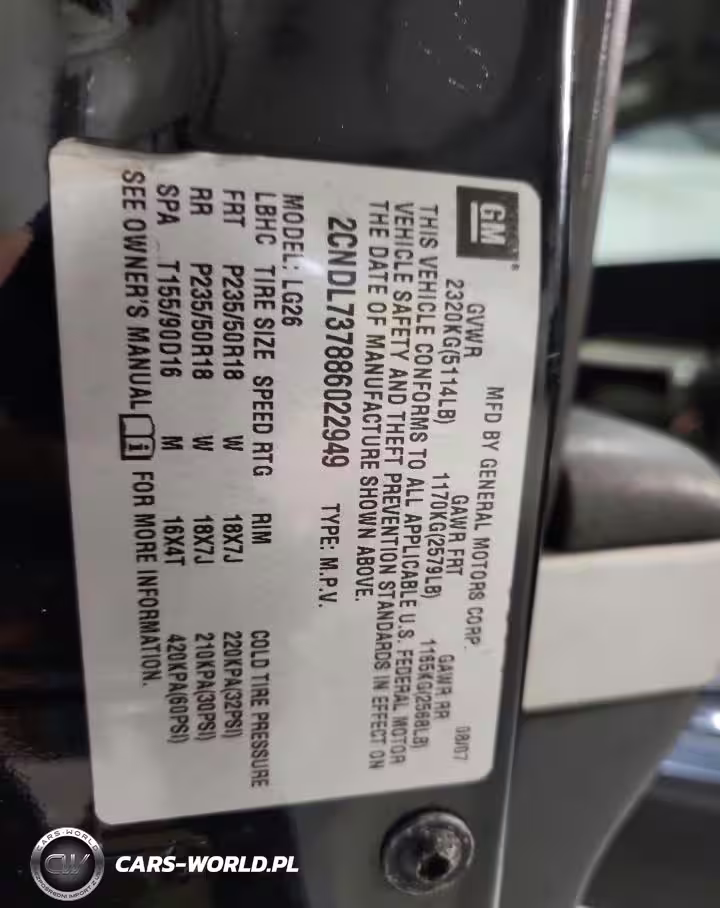 GM
MFD BY GENERAL MOTORS CORP. 08/07
GVWR GAWR FRT GAWR RR
2320KG(5114LB) 1170KG(2579LB) 1165KG(2568LB)
THIS VEHICLE CONFORMS TO ALL APPLICABLE U.S. FEDERAL MOTOR
VEHICLE SAFETY AND THEFT PREVENTION STANDARDS IN EFFECT ON
THE DATE OF MANUFACTURE SHOWN ABOVE.
2CNDL737886022949 TYPE: M.P.V.
MODEL: LG26
LBHC TIRE SIZE SPEED RTG RIM COLD TIRE PRESSURE
FRT P235/50R18 W 18X7J 220KPA(32PSI)
RR P235/50R18 W 18X7J 210KPA(30PSI)
SPA T155/90D16 M 16X4T 420KPA(60PSI)
SEE OWNER'S MANUAL i FOR MORE INFORMATION.
CARS-WORLD
CW
CARS-WORLD.PL